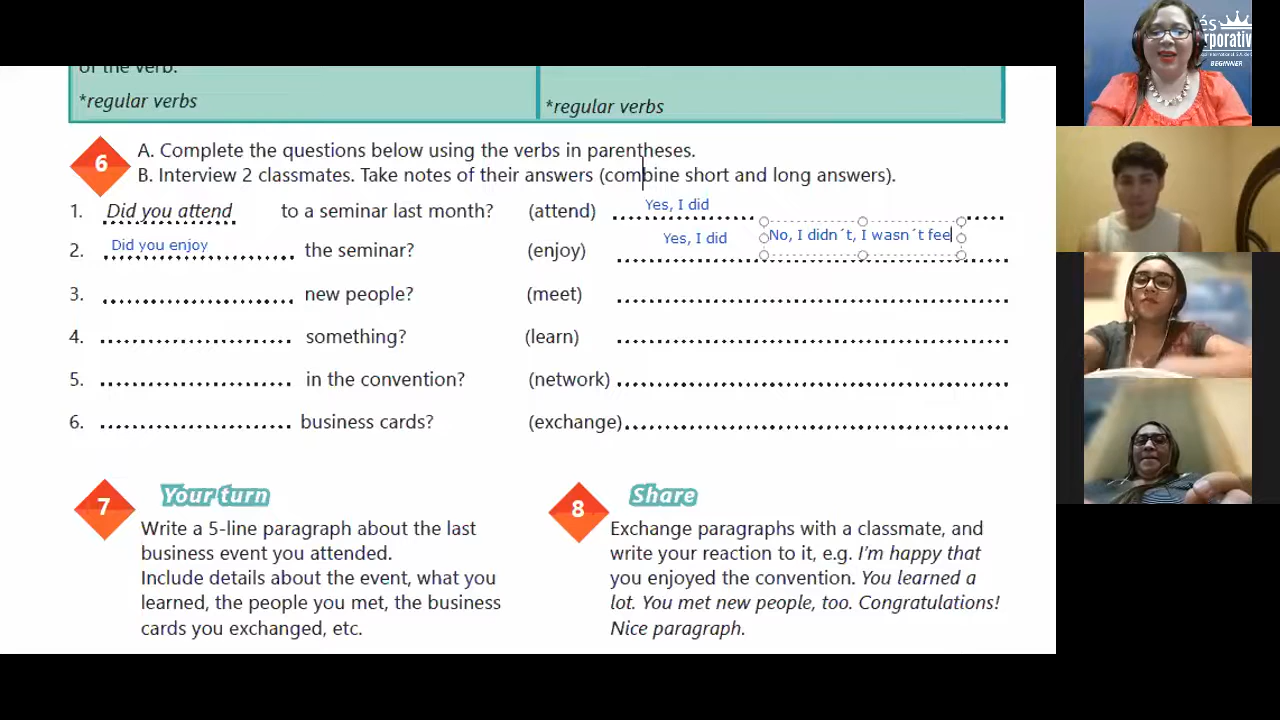 of the verb.
*regular verbs
*regular verbs
6
A. Complete the questions below using the verbs in parentheses.
B. Interview 2 classmates. Take notes of their answers (combine short and long answers).
1. Did you attend to a seminar last month? (attend) Yes, I did
2. Did you enjoy the seminar? (enjoy) Yes, I did No, I didn´t, I wasn´t fee
3. new people? (meet)
4. something? (learn)
5. in the convention? (network)
6. business cards? (exchange)
7 Your turn
Write a 5-line paragraph about the last
business event you attended.
Include details about the event, what you
learned, the people you met, the business
cards you exchanged, etc.
8 Share
Exchange paragraphs with a classmate, and
write your reaction to it, e.g. I'm happy that
you enjoyed the convention. You learned a
lot. You met new people, too. Congratulations!
Nice paragraph.
BEGINNER